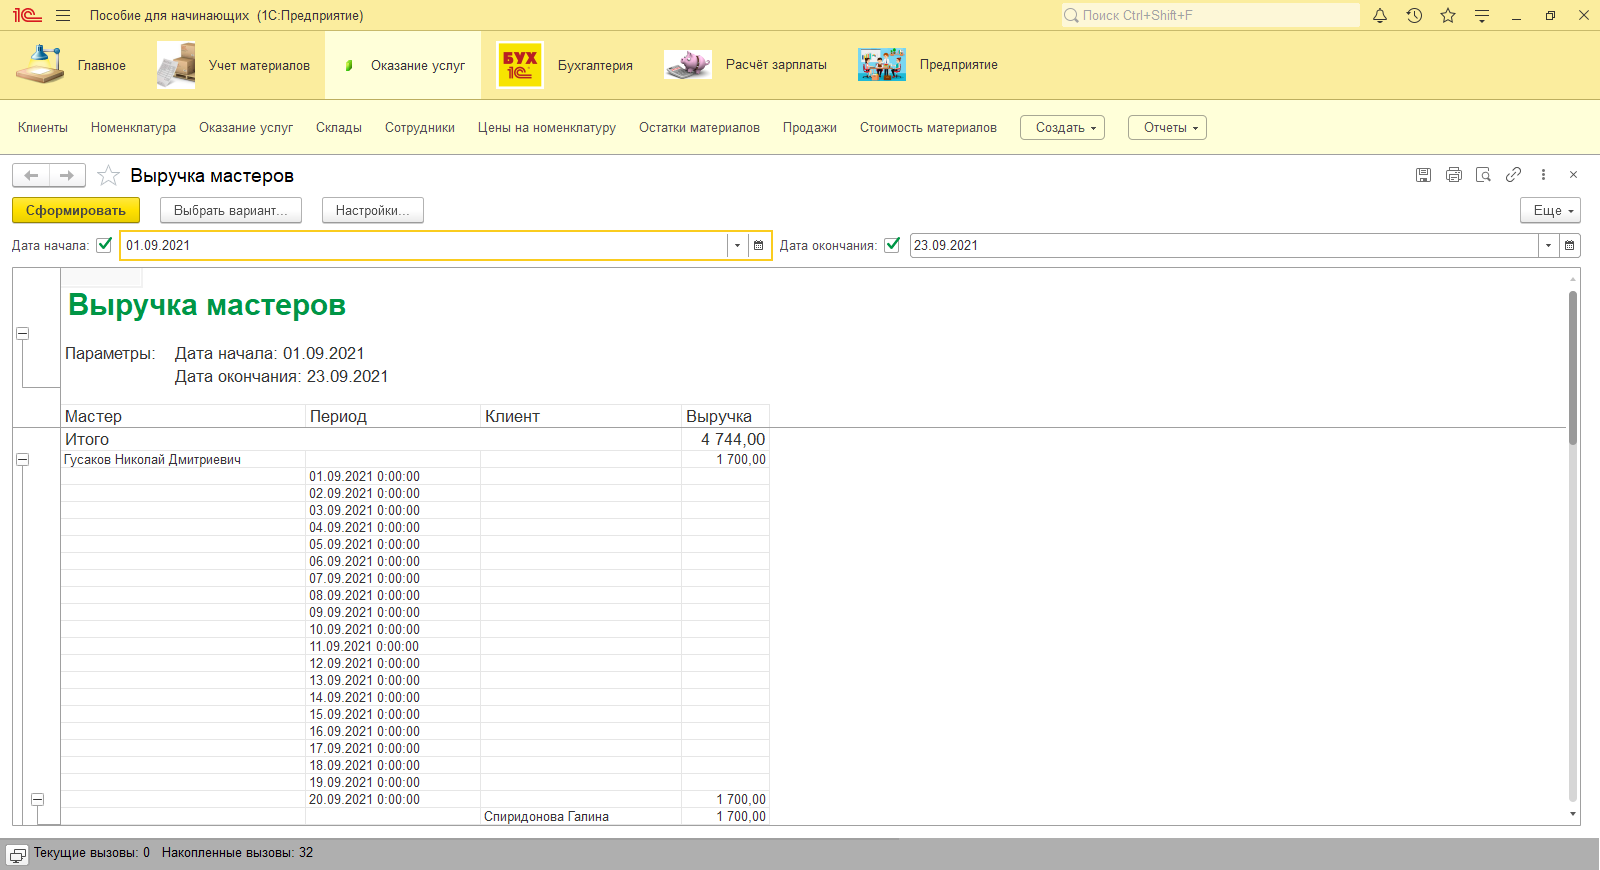 1С Пособие для начинающих (1С:Предприятие) Поиск Ctrl+Shift+F
Главное Учет материалов Оказание услуг БУХ 1С Бухгалтерия Расчёт зарплаты Предприятие
Клиенты Номенклатура Оказание услуг Склады Сотрудники Цены на номенклатуру Остатки материалов Продажи Стоимость материалов Создать Отчеты
Выручка мастеров
Сформировать Выбрать вариант... Настройки... Еще
Дата начала: 01.09.2021 Дата окончания: 23.09.2021
Выручка мастеров
Параметры: Дата начала: 01.09.2021
Дата окончания: 23.09.2021
Мастер Период Клиент Выручка
Итого 4 744,00
Гусаков Николай Дмитриевич 1 700,00
01.09.2021 0:00:00
02.09.2021 0:00:00
03.09.2021 0:00:00
04.09.2021 0:00:00
05.09.2021 0:00:00
06.09.2021 0:00:00
07.09.2021 0:00:00
08.09.2021 0:00:00
09.09.2021 0:00:00
10.09.2021 0:00:00
11.09.2021 0:00:00
12.09.2021 0:00:00
13.09.2021 0:00:00
14.09.2021 0:00:00
15.09.2021 0:00:00
16.09.2021 0:00:00
17.09.2021 0:00:00
18.09.2021 0:00:00
19.09.2021 0:00:00
20.09.2021 0:00:00 1 700,00
Спиридонова Галина 1 700,00
Текущие вызовы: 0 Накопленные вызовы: 32